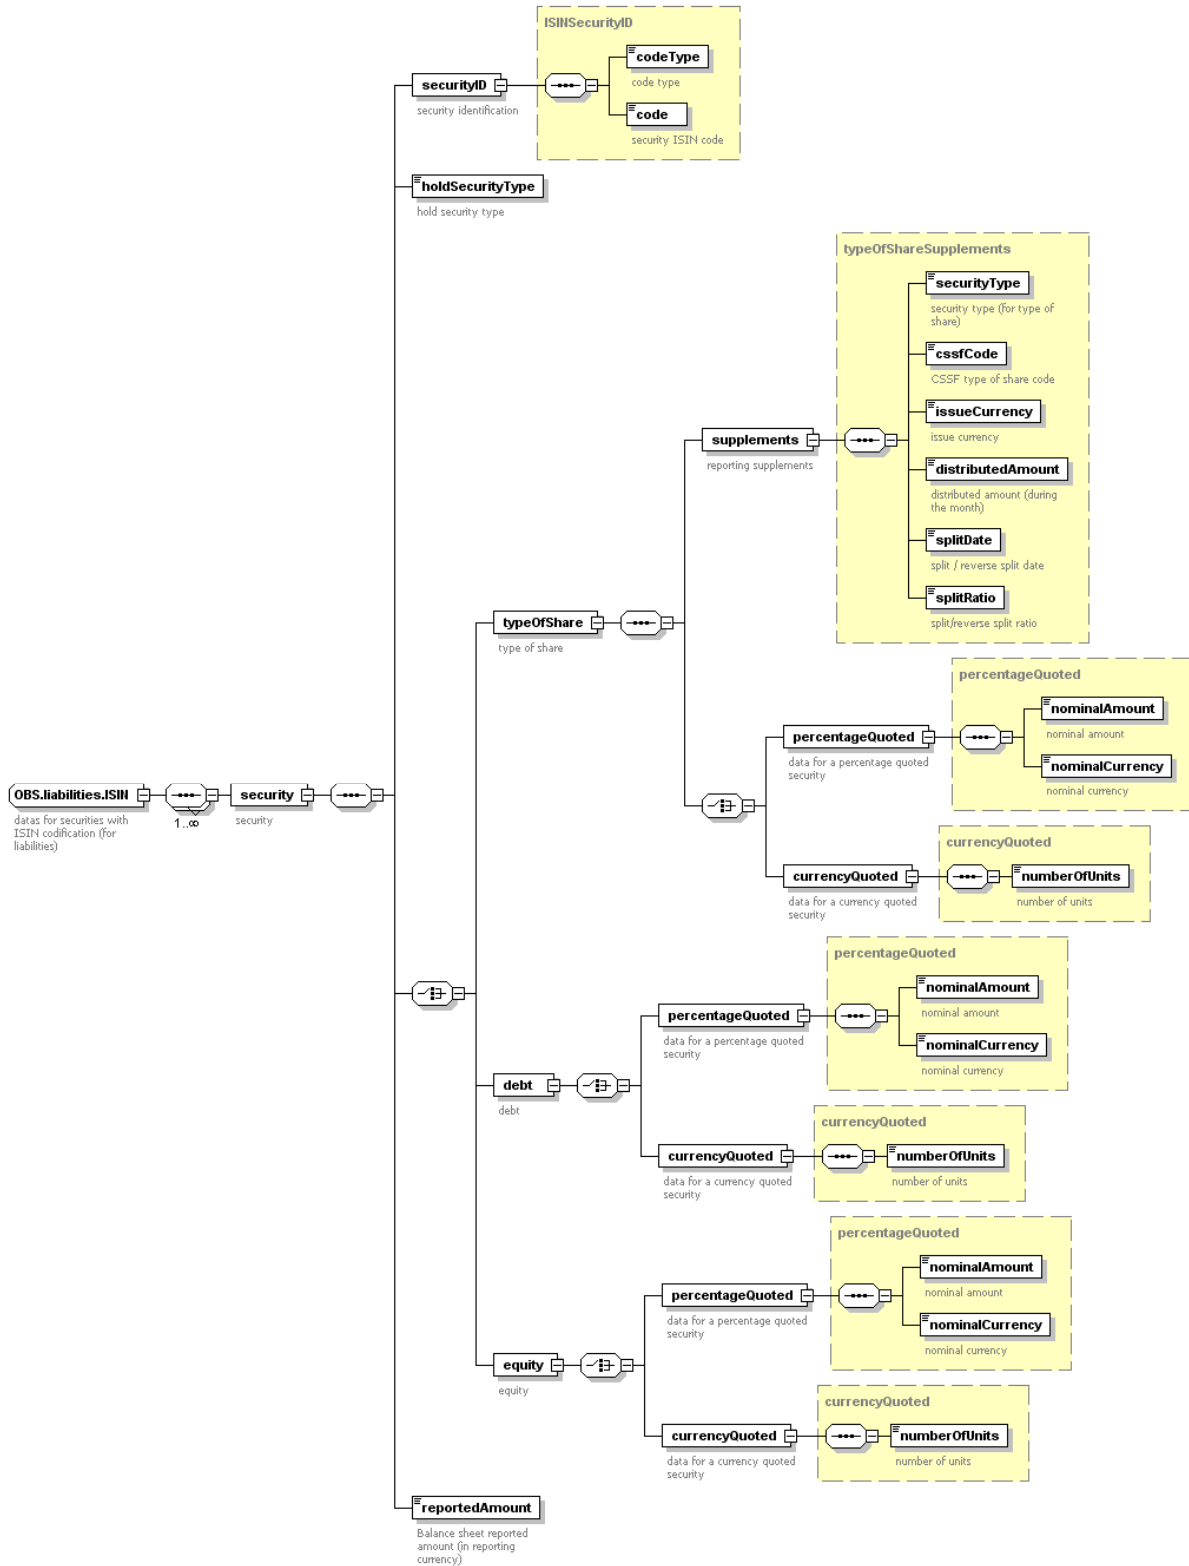 ISINSecurityID
codeType
code type
code
security ISIN code
securityID
security identification
holdSecurityType
hold security type
typeOfShareSupplements
securityType
security type (for type of
share)
cssfCode
CSSF type of share code
issueCurrency
issue currency
distributedAmount
distributed amount (during
the month)
splitDate
split / reverse split date
splitRatio
split/reverse split ratio
supplements
reporting supplements
typeOfShare
type of share
percentageQuoted
nominalAmount
nominal amount
nominalCurrency
nominal currency
percentageQuoted
data for a percentage quoted
security
OBS.liabilities.ISIN
datas for securities with
ISIN codification (for
liabilities)
1..∞
security
security
currencyQuoted
numberOfUnits
number of units
currencyQuoted
data for a currency quoted
security
percentageQuoted
nominalAmount
nominal amount
nominalCurrency
nominal currency
percentageQuoted
data for a percentage quoted
security
debt
debt
currencyQuoted
numberOfUnits
number of units
currencyQuoted
data for a currency quoted
security
percentageQuoted
nominalAmount
nominal amount
nominalCurrency
nominal currency
percentageQuoted
data for a percentage quoted
security
equity
equity
currencyQuoted
numberOfUnits
number of units
currencyQuoted
data for a currency quoted
security
reportedAmount
Balance sheet reported
amount (in reporting
currency)